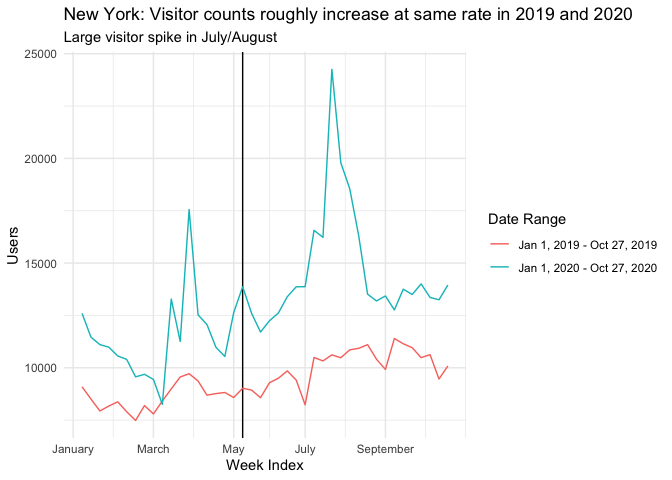 New York: Visitor counts roughly increase at same rate in 2019 and 2020
Large visitor spike in July/August
25000
20000
15000
10000
Users
January March May July September
Week Index
Date Range
Jan 1, 2019 - Oct 27, 2019
Jan 1, 2020 - Oct 27, 2020